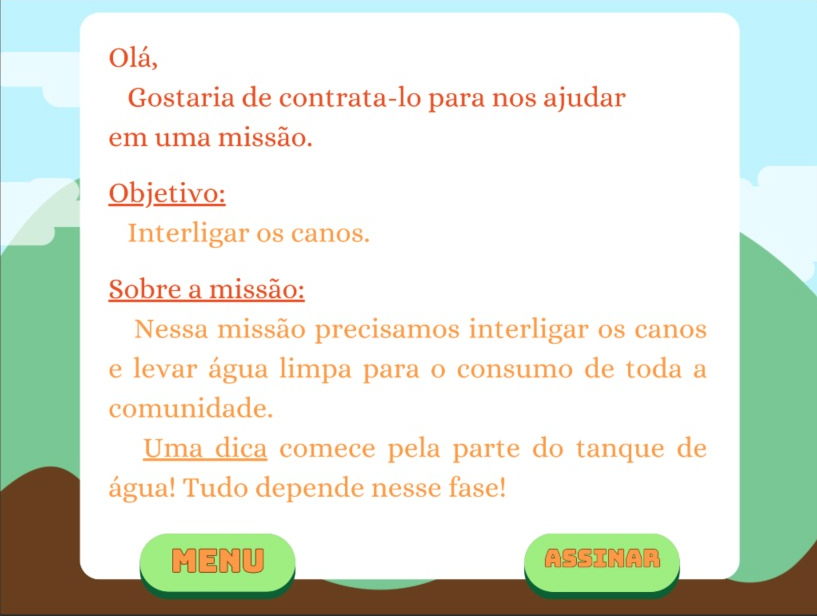 Olá,
Gostaria de contrata-lo para nos ajudar
em uma missão.
Objetivo:
Interligar os canos.
Sobre a missão:
Nessa missão precisamos interligar os canos
e levar água limpa para o consumo de toda a
comunidade.
Uma dica comece pela parte do tanque de
água! Tudo depende nesse fase!
MENU
ASSINAR